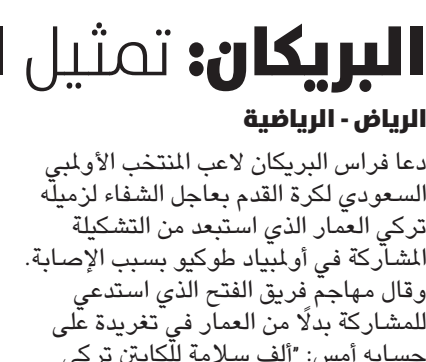 البريكان: تمثيل
الرياض - الرياضية
دعا فراس البريكان لاعب المنتخب الأولمبي
السعودي لكرة القدم بعاجل الشفاء لزميله
تركي العمار الذي استبعد من التشكيلة
المشاركة في أولمبياد طوكيو بسبب الإصابة.
وقال مهاجم فريق الفتح الذي استدعي
للمشاركة بدلًا من العمار في تغريدة على
حسابه أمس: "ألف سلامة للكابتن تركي